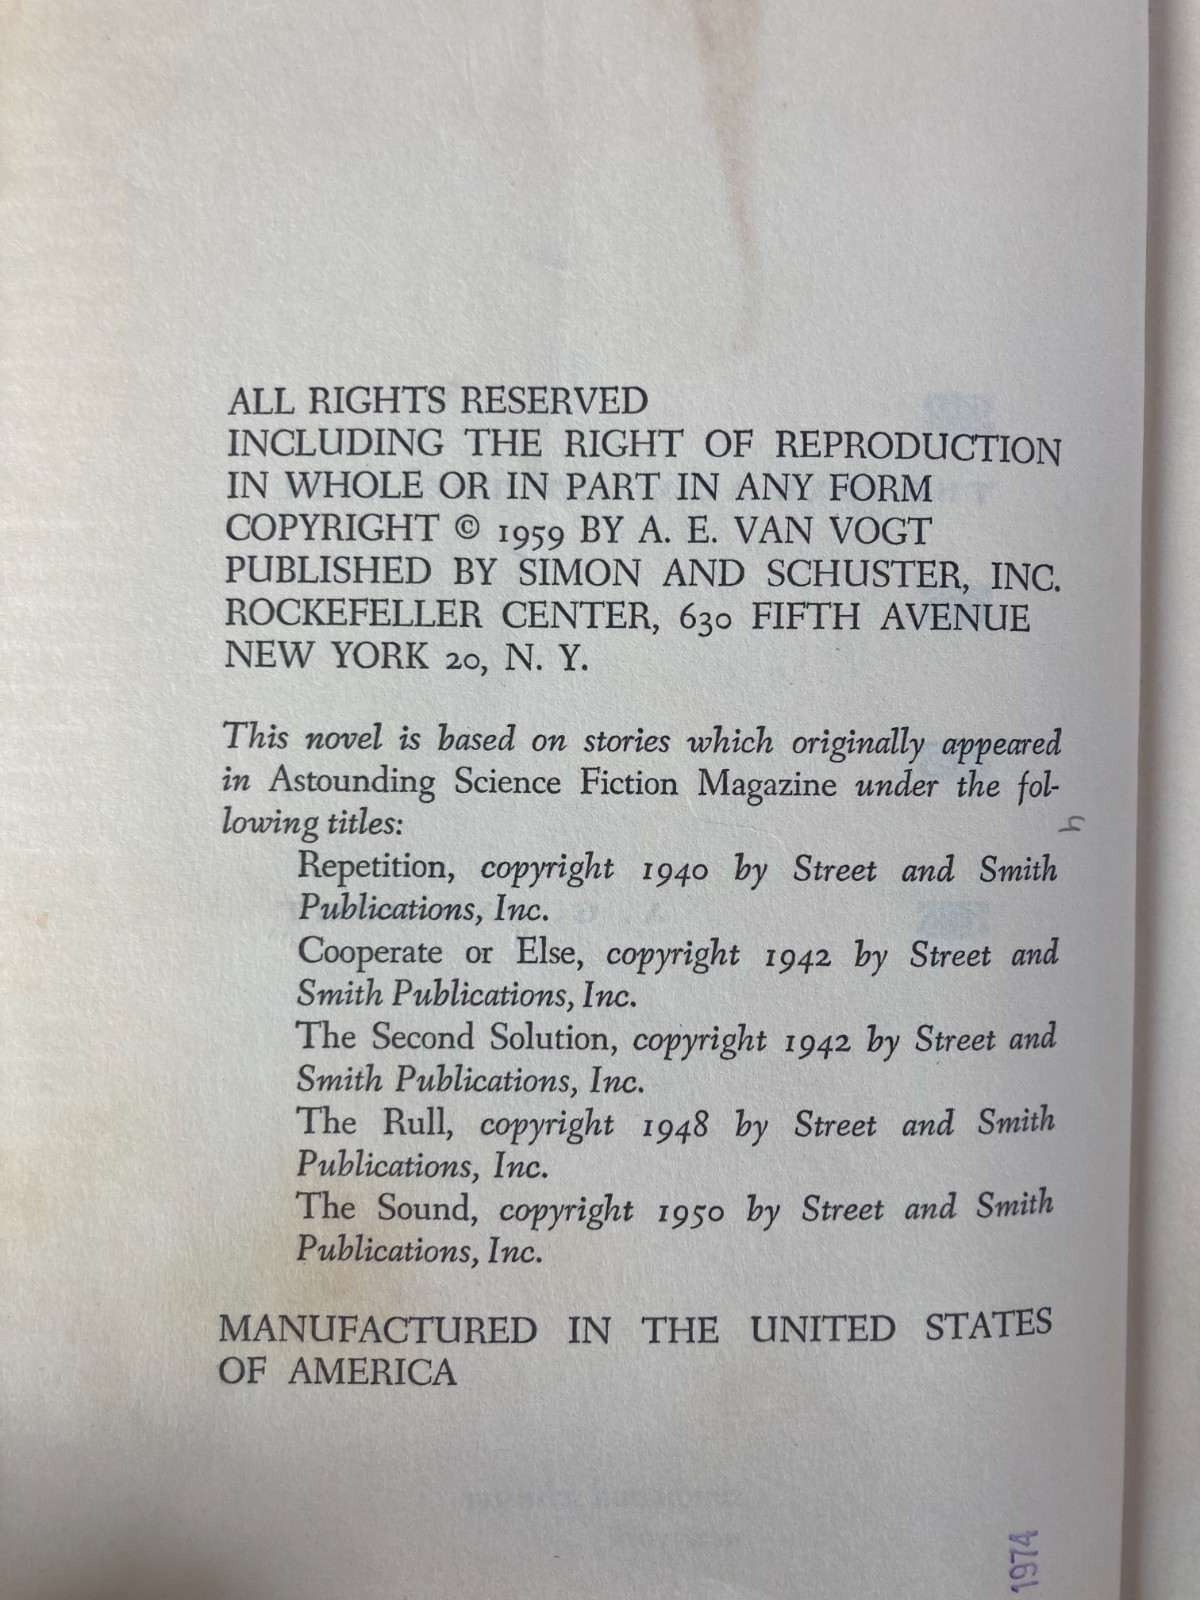 ALL RIGHTS RESERVED
INCLUDING THE RIGHT OF REPRODUCTION
IN WHOLE OR IN PART IN ANY FORM
COPYRIGHT © 1959 BY A. E. VAN VOGT
PUBLISHED BY SIMON AND SCHUSTER, INC.
ROCKEFELLER CENTER, 630 FIFTH AVENUE
NEW YORK 20, N. Y.
This novel is based on stories which originally appeared
in Astounding Science Fiction Magazine under the fol-
lowing titles:
Repetition, copyright 1940 by Street and Smith
Publications, Inc.
Cooperate or Else, copyright 1942 by Street and
Smith Publications, Inc.
The Second Solution, copyright 1942 by Street and
Smith Publications, Inc.
The Rull, copyright 1948 by Street and Smith
Publications, Inc.
The Sound, copyright 1950 by Street and Smith
Publications, Inc.
MANUFACTURED IN THE UNITED STATES
OF AMERICA
1974